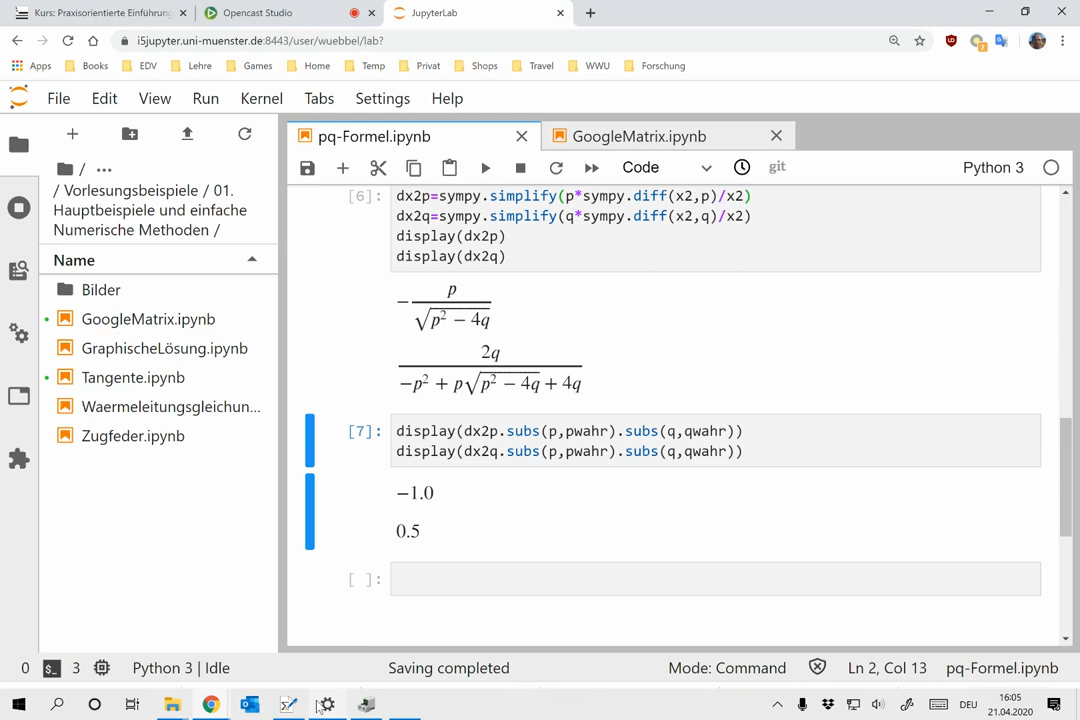 Kurs: Praxisorientierte Einführung
Opencast Studio
JupyterLab
i5jupyter.uni-muenster.de:8443/user/wuebbel/lab?
Apps
Books
EDV
Lehre
Games
Home
Temp
Privat
Shops
Travel
WWU
Forschung
File
Edit
View
Run
Kernel
Tabs
Settings
Help
pq-Formel.ipynb
GoogleMatrix.ipynb
Code
git
Python 3
/ ...
/ Vorlesungsbeispiele / 01.
Hauptbeispiele und einfache
Numerische Methoden /
Name
Bilder
GoogleMatrix.ipynb
GraphischeLösung.ipynb
Tangente.ipynb
Waermeleitungsgleichun...
Zugfeder.ipynb
[6]:
dx2p=sympy.simplify(p*sympy.diff(x2,p)/x2)
dx2q=sympy.simplify(q*sympy.diff(x2,q)/x2)
display(dx2p)
display(dx2q)
− p
√p² − 4q
2q
−p² + p√p² − 4q + 4q
[7]:
display(dx2p.subs(p,pwahr).subs(q,qwahr))
display(dx2q.subs(p,pwahr).subs(q,qwahr))
−1.0
0.5
[ ]:
0
$_
3
Python 3 | Idle
Saving completed
Mode: Command
Ln 2, Col 13
pq-Formel.ipynb
DEU
16:05
21.04.2020